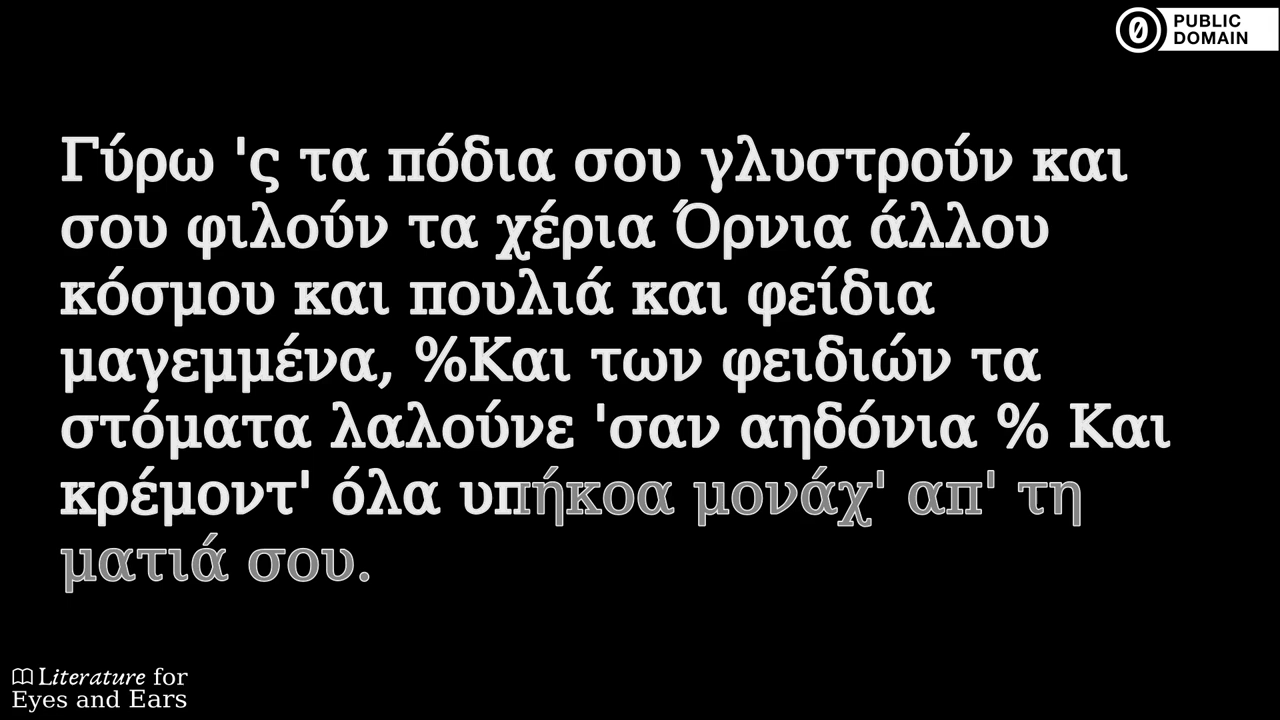 PUBLIC
DOMAIN
Γύρω 'ς τα πόδια σου γλυστρούν και
σου φιλούν τα χέρια Όρνια άλλου
κόσμου και πουλιά και φείδια
μαγεμμένα, %Και των φειδιών τα
στόματα λαλούνε 'σαν αηδόνια % Και
κρέμοντ' όλα υπήκοα μονάχ' απ' τη
ματιά σου.
Literature for
Eyes and Ears